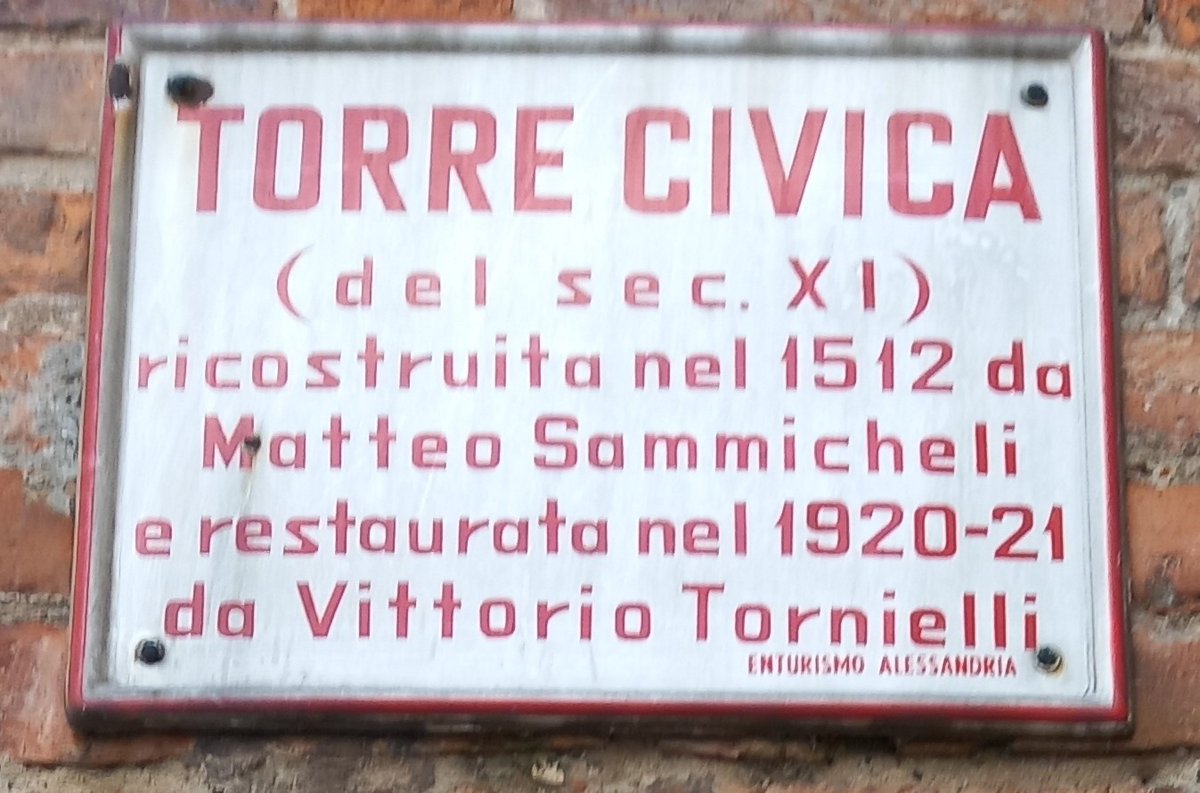 TORRE CIVICA
(del sec. XI)
ricostruita nel 1512 da
Matteo Sammicheli
e restaurata nel 1920-21
da Vittorio Tornielli
ENTURISMO ALESSANDRIA